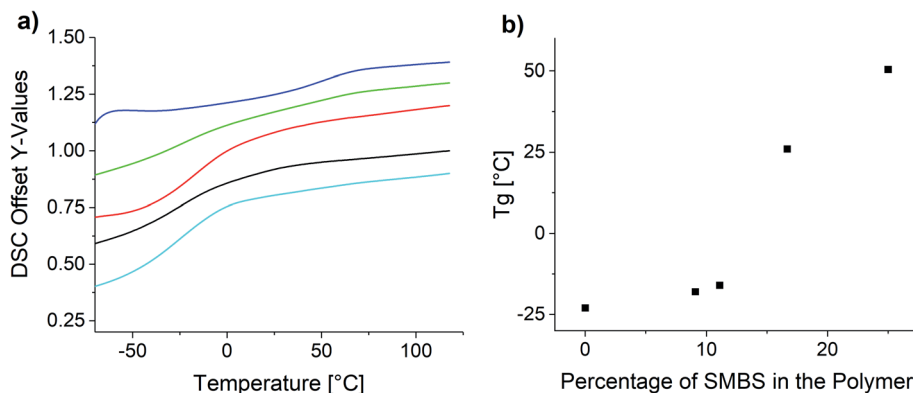 a)
1.50
1.25
1.00
0.75
0.50
0.25
DSC Offset Y-Values
-50 0 50 100
Temperature [°C]
b)
50
25
0
-25
Tg [°C]
0 10 20
Percentage of SMBS in the Polymer